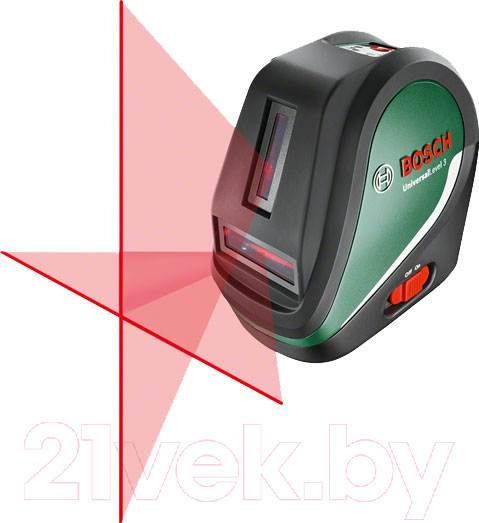 BOSCH
UniversalLevel 3
Off On
21vek.by